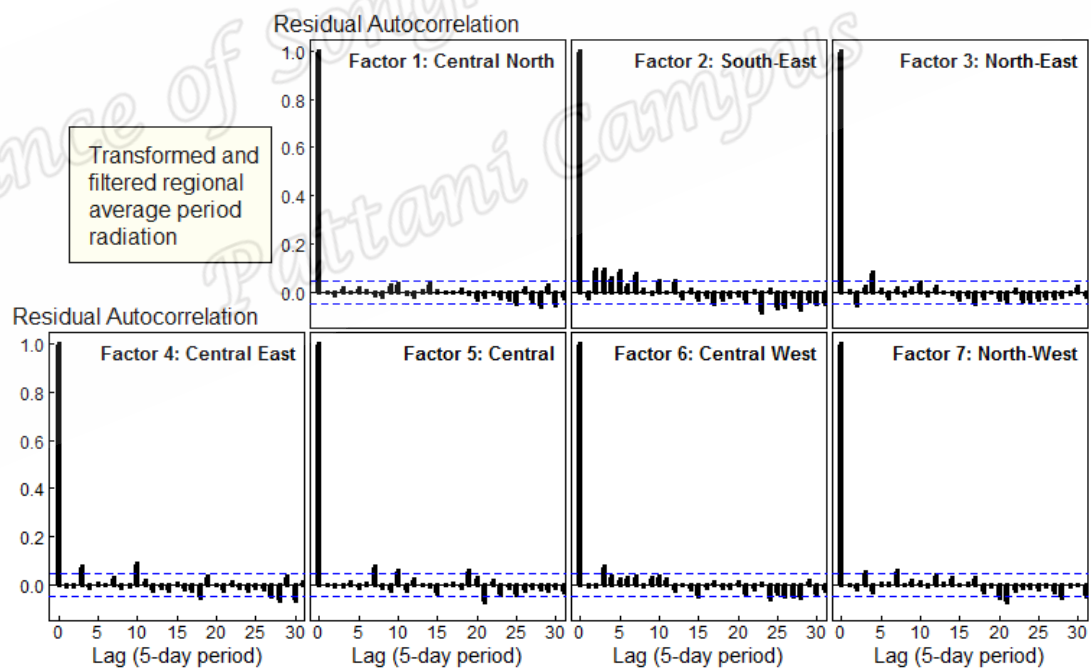 Residual Autocorrelation
1.0
0.8
0.6
0.4
0.2
0.0
Factor 1: Central North
Factor 2: South-East
Factor 3: North-East
Transformed and
filtered regional
average period
radiation
Residual Autocorrelation
1.0
0.8
0.6
0.4
0.2
0.0
Factor 4: Central East
Factor 5: Central
Factor 6: Central West
Factor 7: North-West
0 5 10 15 20 25 30
0 5 10 15 20 25 30
0 5 10 15 20 25 30
0 5 10 15 20 25 30
Lag (5-day period)
Lag (5-day period)
Lag (5-day period)
Lag (5-day period)
Pattani Campus